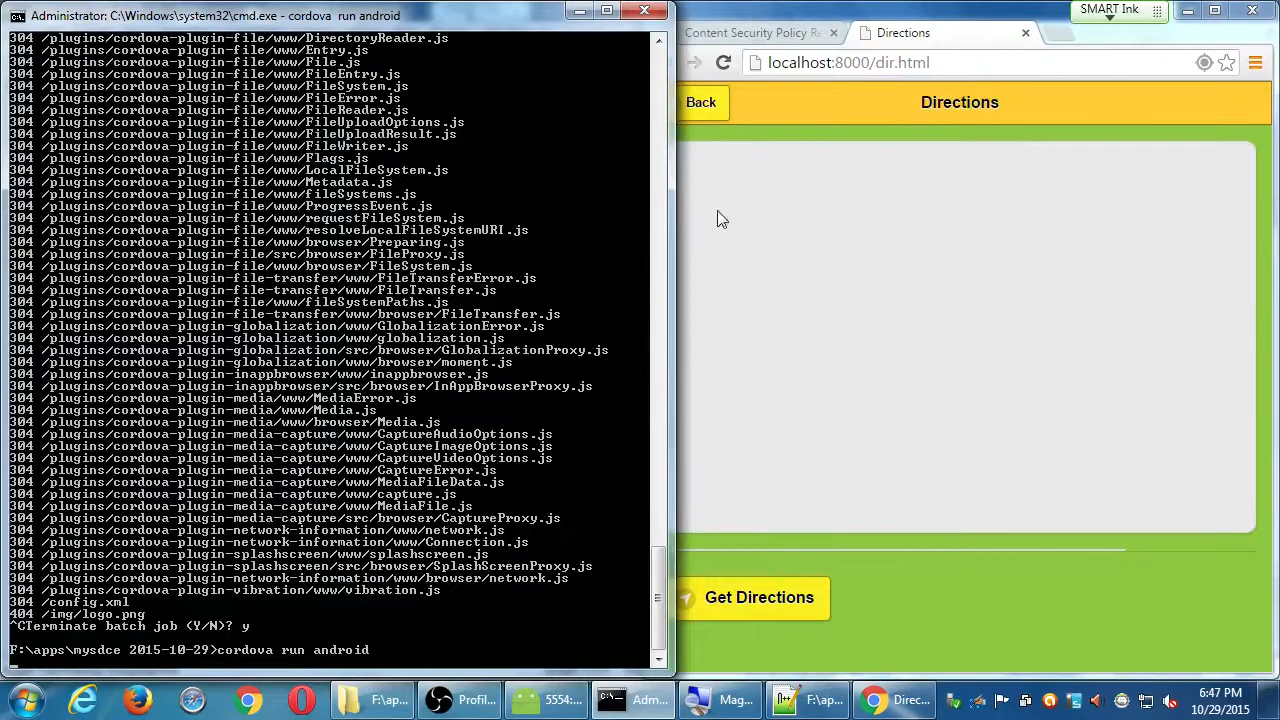 Administrator: C:\Windows\system32\cmd.exe - cordova run android
304 /plugins/cordova-plugin-file/www/DirectoryReader.js
304 /plugins/cordova-plugin-file/www/Entry.js
304 /plugins/cordova-plugin-file/www/File.js
304 /plugins/cordova-plugin-file/www/FileEntry.js
304 /plugins/cordova-plugin-file/www/FileSystem.js
304 /plugins/cordova-plugin-file/www/FileError.js
304 /plugins/cordova-plugin-file/www/FileReader.js
304 /plugins/cordova-plugin-file/www/FileUploadOptions.js
304 /plugins/cordova-plugin-file/www/FileUploadResult.js
304 /plugins/cordova-plugin-file/www/FileWriter.js
304 /plugins/cordova-plugin-file/www/Flags.js
304 /plugins/cordova-plugin-file/www/LocalFileSystem.js
304 /plugins/cordova-plugin-file/www/Metadata.js
304 /plugins/cordova-plugin-file/www/fileSystems.js
304 /plugins/cordova-plugin-file/www/ProgressEvent.js
304 /plugins/cordova-plugin-file/www/requestFileSystem.js
304 /plugins/cordova-plugin-file/www/resolveLocalFileSystemURI.js
304 /plugins/cordova-plugin-file/www/browser/Preparing.js
304 /plugins/cordova-plugin-file/src/browser/FileProxy.js
304 /plugins/cordova-plugin-file/www/browser/FileSystem.js
304 /plugins/cordova-plugin-file-transfer/www/FileTransferError.js
304 /plugins/cordova-plugin-file-transfer/www/FileTransfer.js
304 /plugins/cordova-plugin-file/www/fileSystemPaths.js
304 /plugins/cordova-plugin-file-transfer/www/browser/FileTransfer.js
304 /plugins/cordova-plugin-globalization/www/GlobalizationError.js
304 /plugins/cordova-plugin-globalization/www/globalization.js
304 /plugins/cordova-plugin-globalization/src/browser/GlobalizationProxy.js
304 /plugins/cordova-plugin-globalization/www/browser/moment.js
304 /plugins/cordova-plugin-inappbrowser/www/inappbrowser.js
304 /plugins/cordova-plugin-inappbrowser/src/browser/InAppBrowserProxy.js
304 /plugins/cordova-plugin-media/www/MediaError.js
304 /plugins/cordova-plugin-media/www/Media.js
304 /plugins/cordova-plugin-media/www/browser/Media.js
304 /plugins/cordova-plugin-media-capture/www/CaptureAudioOptions.js
304 /plugins/cordova-plugin-media-capture/www/CaptureImageOptions.js
304 /plugins/cordova-plugin-media-capture/www/CaptureVideoOptions.js
304 /plugins/cordova-plugin-media-capture/www/CaptureError.js
304 /plugins/cordova-plugin-media-capture/www/MediaFileData.js
304 /plugins/cordova-plugin-media-capture/www/capture.js
304 /plugins/cordova-plugin-media-capture/www/MediaFile.js
304 /plugins/cordova-plugin-media-capture/src/browser/CaptureProxy.js
304 /plugins/cordova-plugin-network-information/www/network.js
304 /plugins/cordova-plugin-network-information/www/Connection.js
304 /plugins/cordova-plugin-splashscreen/www/splashscreen.js
304 /plugins/cordova-plugin-splashscreen/src/browser/SplashScreenProxy.js
304 /plugins/cordova-plugin-network-information/www/browser/network.js
304 /plugins/cordova-plugin-vibration/www/vibration.js
304 /config.xml
404 /img/logo.png
^CTerminate batch job (Y/N)? y
F:\apps\mysdce 2015-10-29>cordova run android
SMART Ink
Content Security Policy Re
Directions
localhost:8000/dir.html
Back
Directions
Get Directions
F:\ap...
Profil...
5554:...
Adm...
Mag...
F:\ap...
Direc...
6:47 PM
10/29/2015